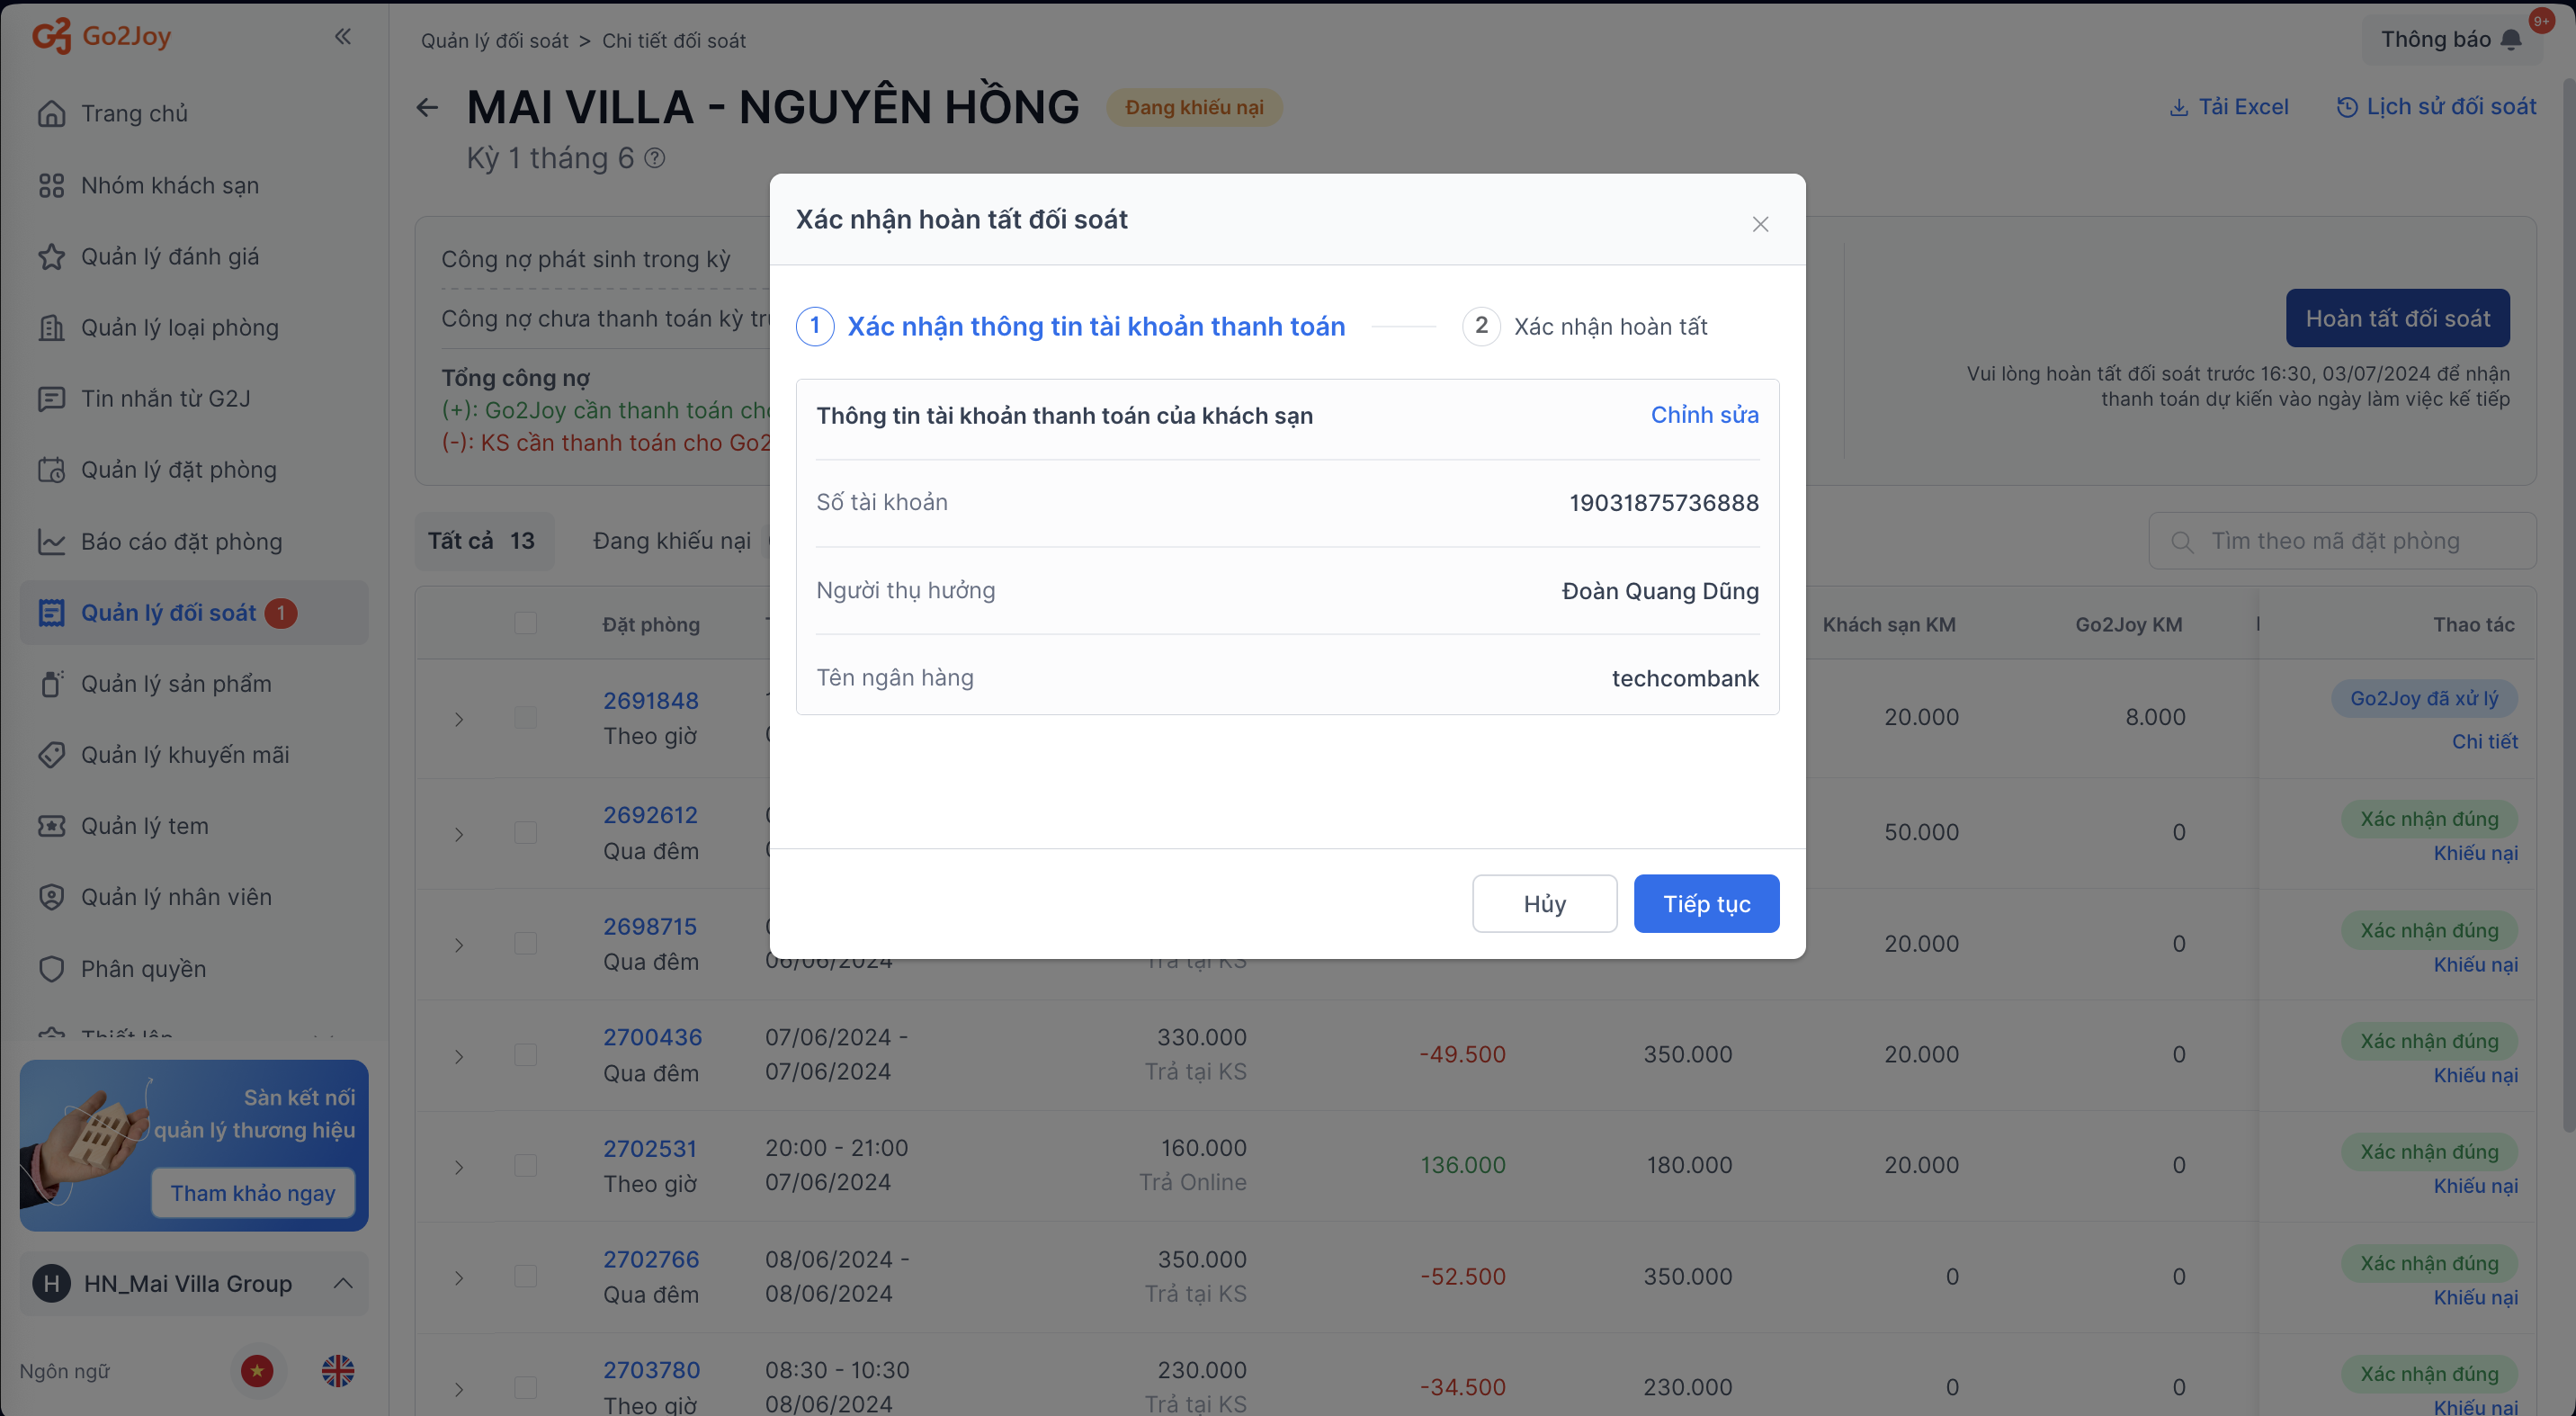 Go2Joy
Trang chủ
Nhóm khách sạn
Quản lý đánh giá
Quản lý loại phòng
Tin nhắn từ G2J
Quản lý đặt phòng
Báo cáo đặt phòng
Quản lý đối soát 1
Quản lý sản phẩm
Quản lý khuyến mãi
Quản lý tem
Quản lý nhân viên
Phân quyền
Sàn kết nối
quản lý thương hiệu
Tham khảo ngay
H HN_Mai Villa Group
Ngôn ngữ
Quản lý đối soát > Chi tiết đối soát
Thông báo 9+
MAI VILLA - NGUYÊN HỒNG Đang khiếu nại
Tải Excel Lịch sử đối soát
Kỳ 1 tháng 6
Công nợ phát sinh trong kỳ
Công nợ chưa thanh toán kỳ
Tổng công nợ
(+): Go2Joy cần thanh toán
(-): KS cần thanh toán cho
Hoàn tất đối soát
Vui lòng hoàn tất đối soát trước 16:30, 03/07/2024 để nhận
thanh toán dự kiến vào ngày làm việc kế tiếp
Tất cả 13 Đang khiếu nại
Tìm theo mã đặt phòng
Xác nhận hoàn tất đối soát
1 Xác nhận thông tin tài khoản thanh toán 2 Xác nhận hoàn tất
Thông tin tài khoản thanh toán của khách sạn Chỉnh sửa
Số tài khoản 19031875736888
Người thụ hưởng Đoàn Quang Dũng
Tên ngân hàng techcombank
Hủy Tiếp tục
Đặt phòng Khách sạn KM Go2Joy KM Thao tác
2691848 20.000 8.000 Go2Joy đã xử lý
Theo giờ Chi tiết
2692612 50.000 0 Xác nhận đúng
Qua đêm Khiếu nại
2698715 20.000 0 Xác nhận đúng
Qua đêm 06/06/2024 Trả tại KS Khiếu nại
2700436 07/06/2024 - 330.000 -49.500 350.000 20.000 0 Xác nhận đúng
Qua đêm 07/06/2024 Trả tại KS Khiếu nại
2702531 20:00 - 21:00 160.000 136.000 180.000 20.000 0 Xác nhận đúng
Theo giờ 07/06/2024 Trả Online Khiếu nại
2702766 08/06/2024 - 350.000 -52.500 350.000 0 0 Xác nhận đúng
Qua đêm 08/06/2024 Trả tại KS Khiếu nại
2703780 08:30 - 10:30 230.000 -34.500 230.000 0 0 Xác nhận đúng
Theo giờ 08/06/2024 Trả tại KS Khiếu nại